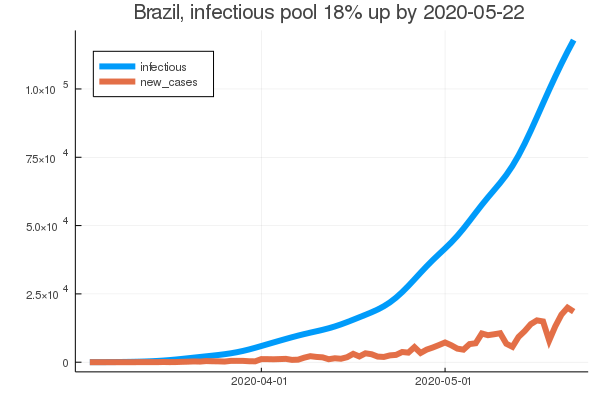 Brazil, infectious pool 18% up by 2020-05-22
infectious
new_cases
1.0×10 5
7.5×10 4
5.0×10 4
2.5×10 4
0
2020-04-01 2020-05-01